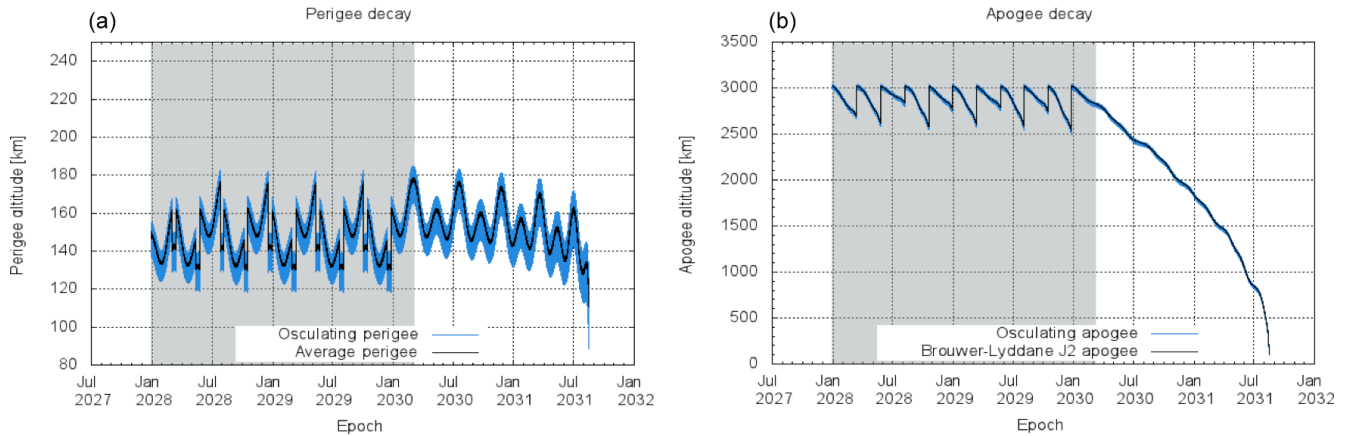 (a)
Perigee decay
Perigee altitude [km]
240
220
200
180
160
140
120
100
80
Osculating perigee
Average perigee
Jul Jan Jul Jan Jul Jan Jul Jan Jul Jan
2027 2028 2028 2029 2029 2030 2030 2031 2031 2032
Epoch
(b)
Apogee decay
Apogee altitude [km]
3500
3000
2500
2000
1500
1000
500
0
Osculating apogee
Brouwer-Lyddane J2 apogee
Jul Jan Jul Jan Jul Jan Jul Jan Jul Jan
2027 2028 2028 2029 2029 2030 2030 2031 2031 2032
Epoch